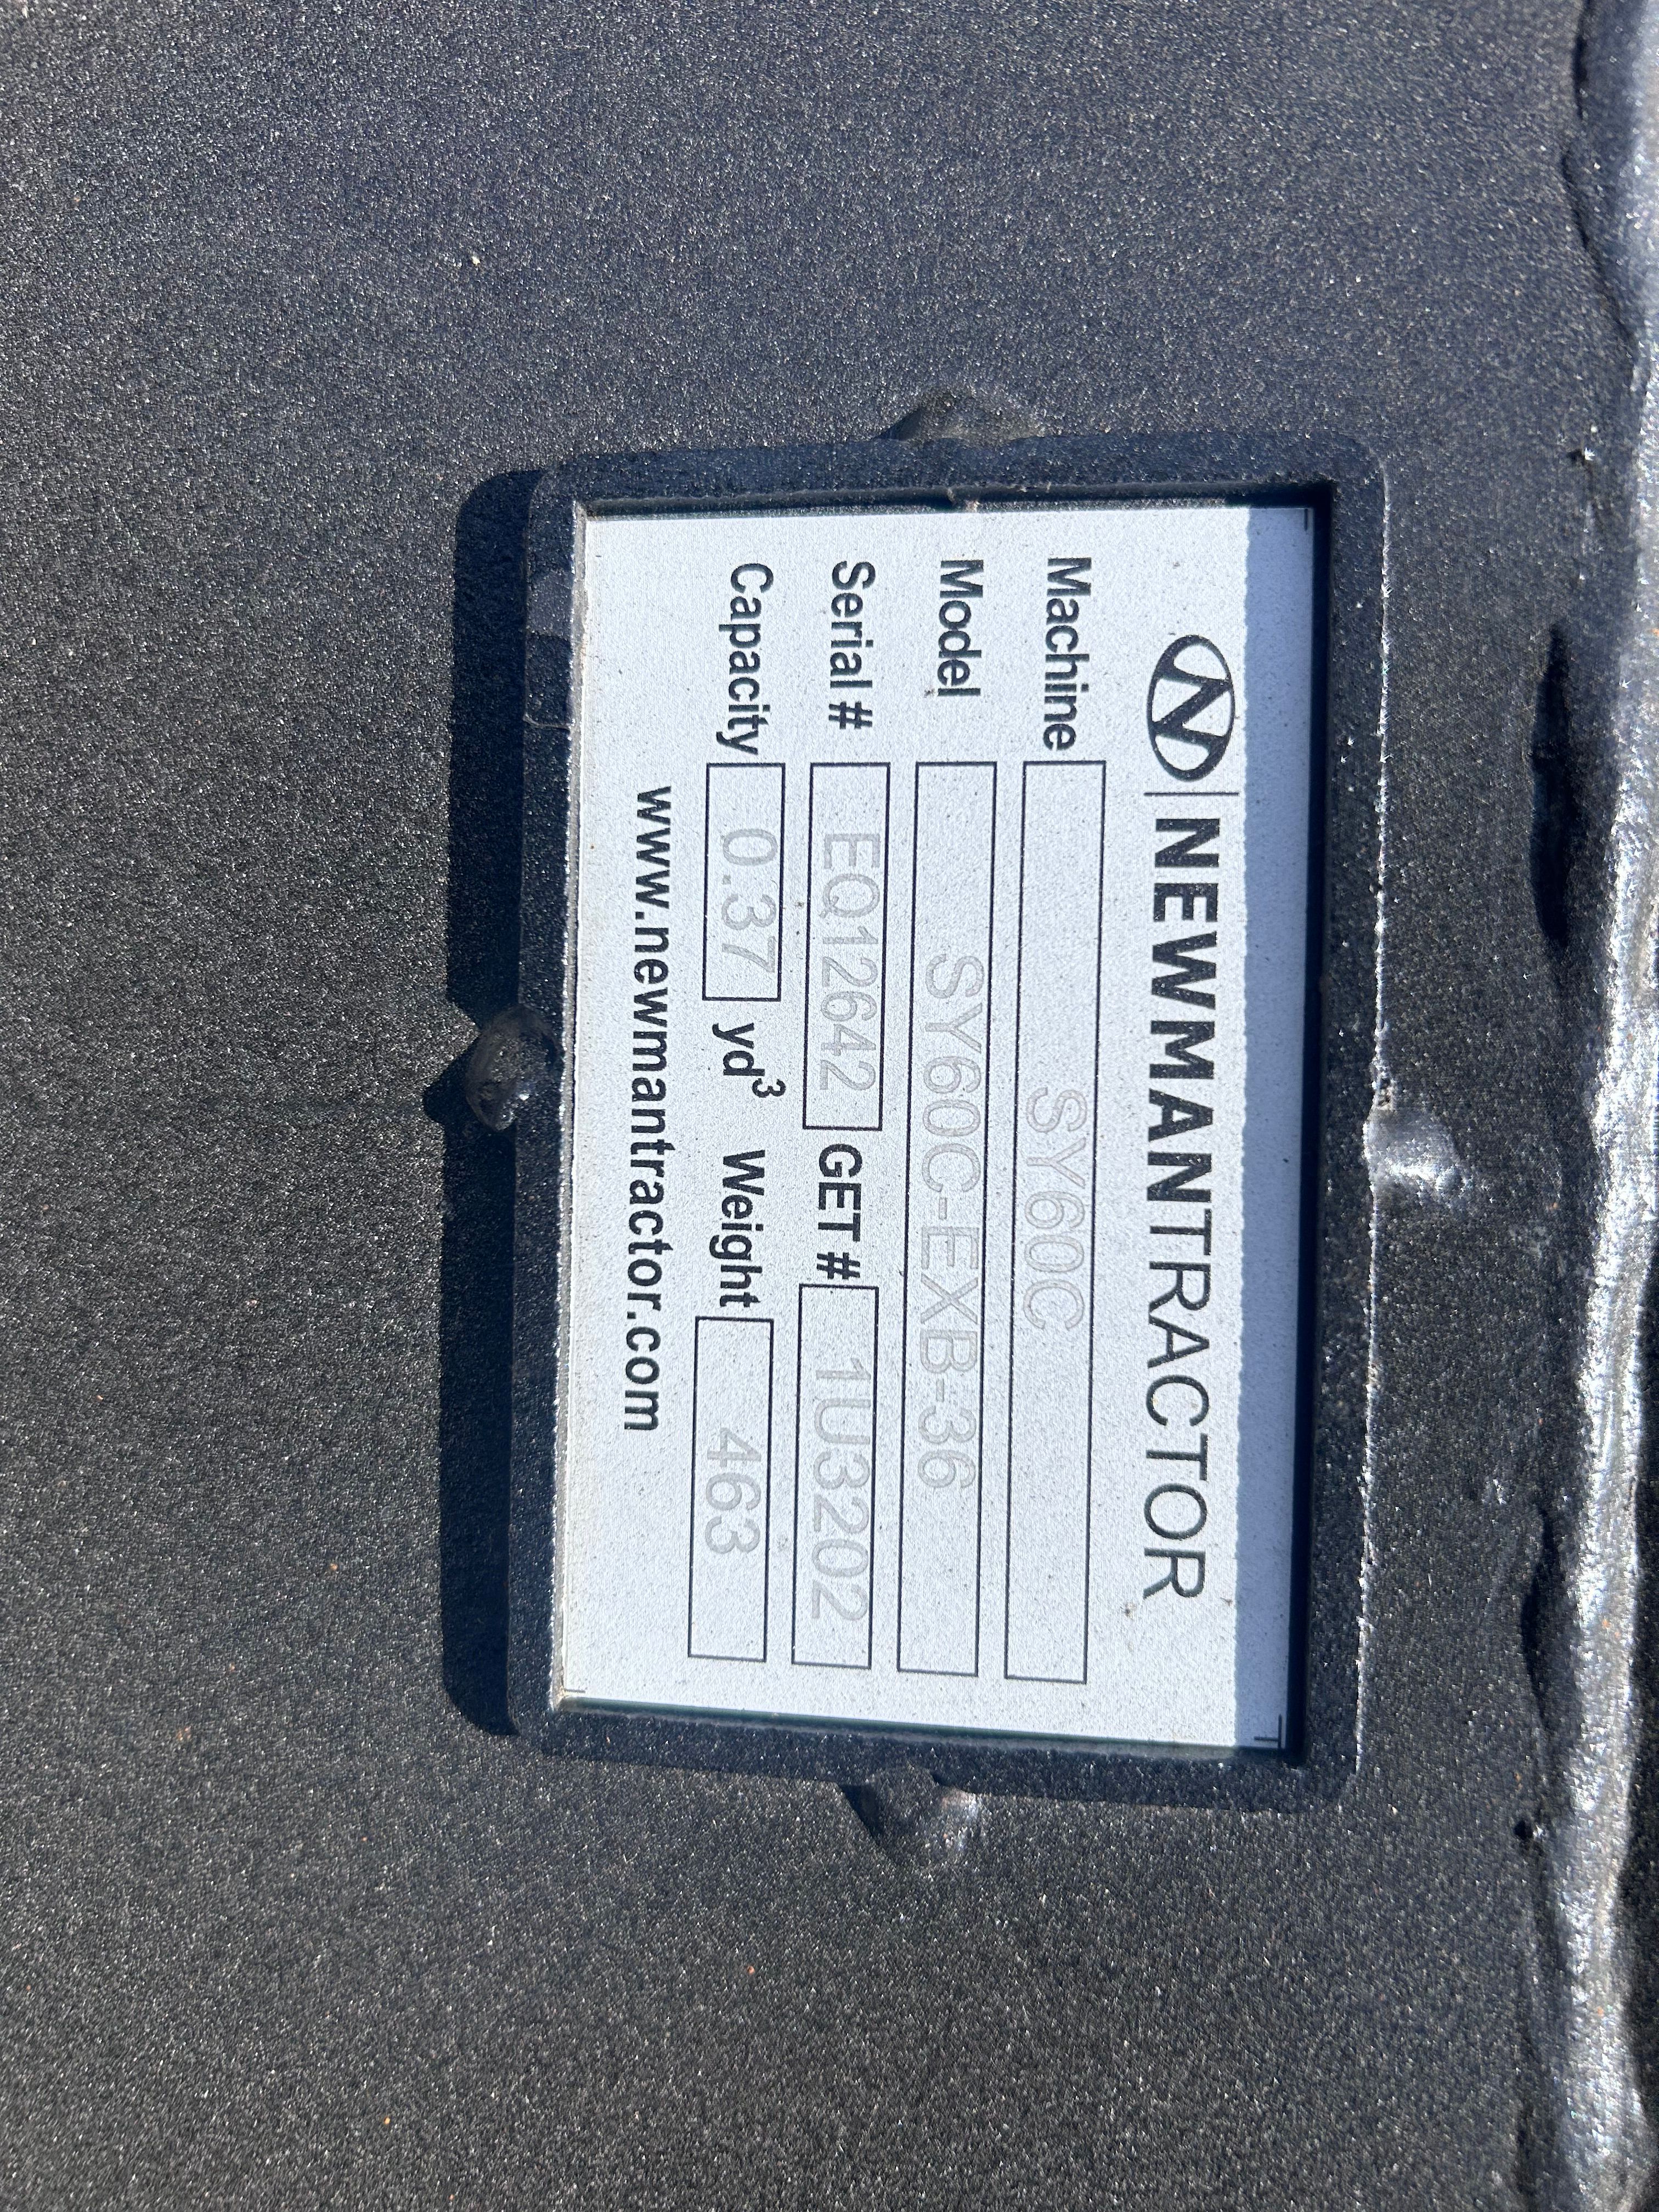 NEWMANTRACTOR
Machine SY60C
Model SY60C-EXB-36
Serial # EQ12642 GET # 1U3202
Capacity 0.37 yd³ Weight 463
www.newmantractor.com